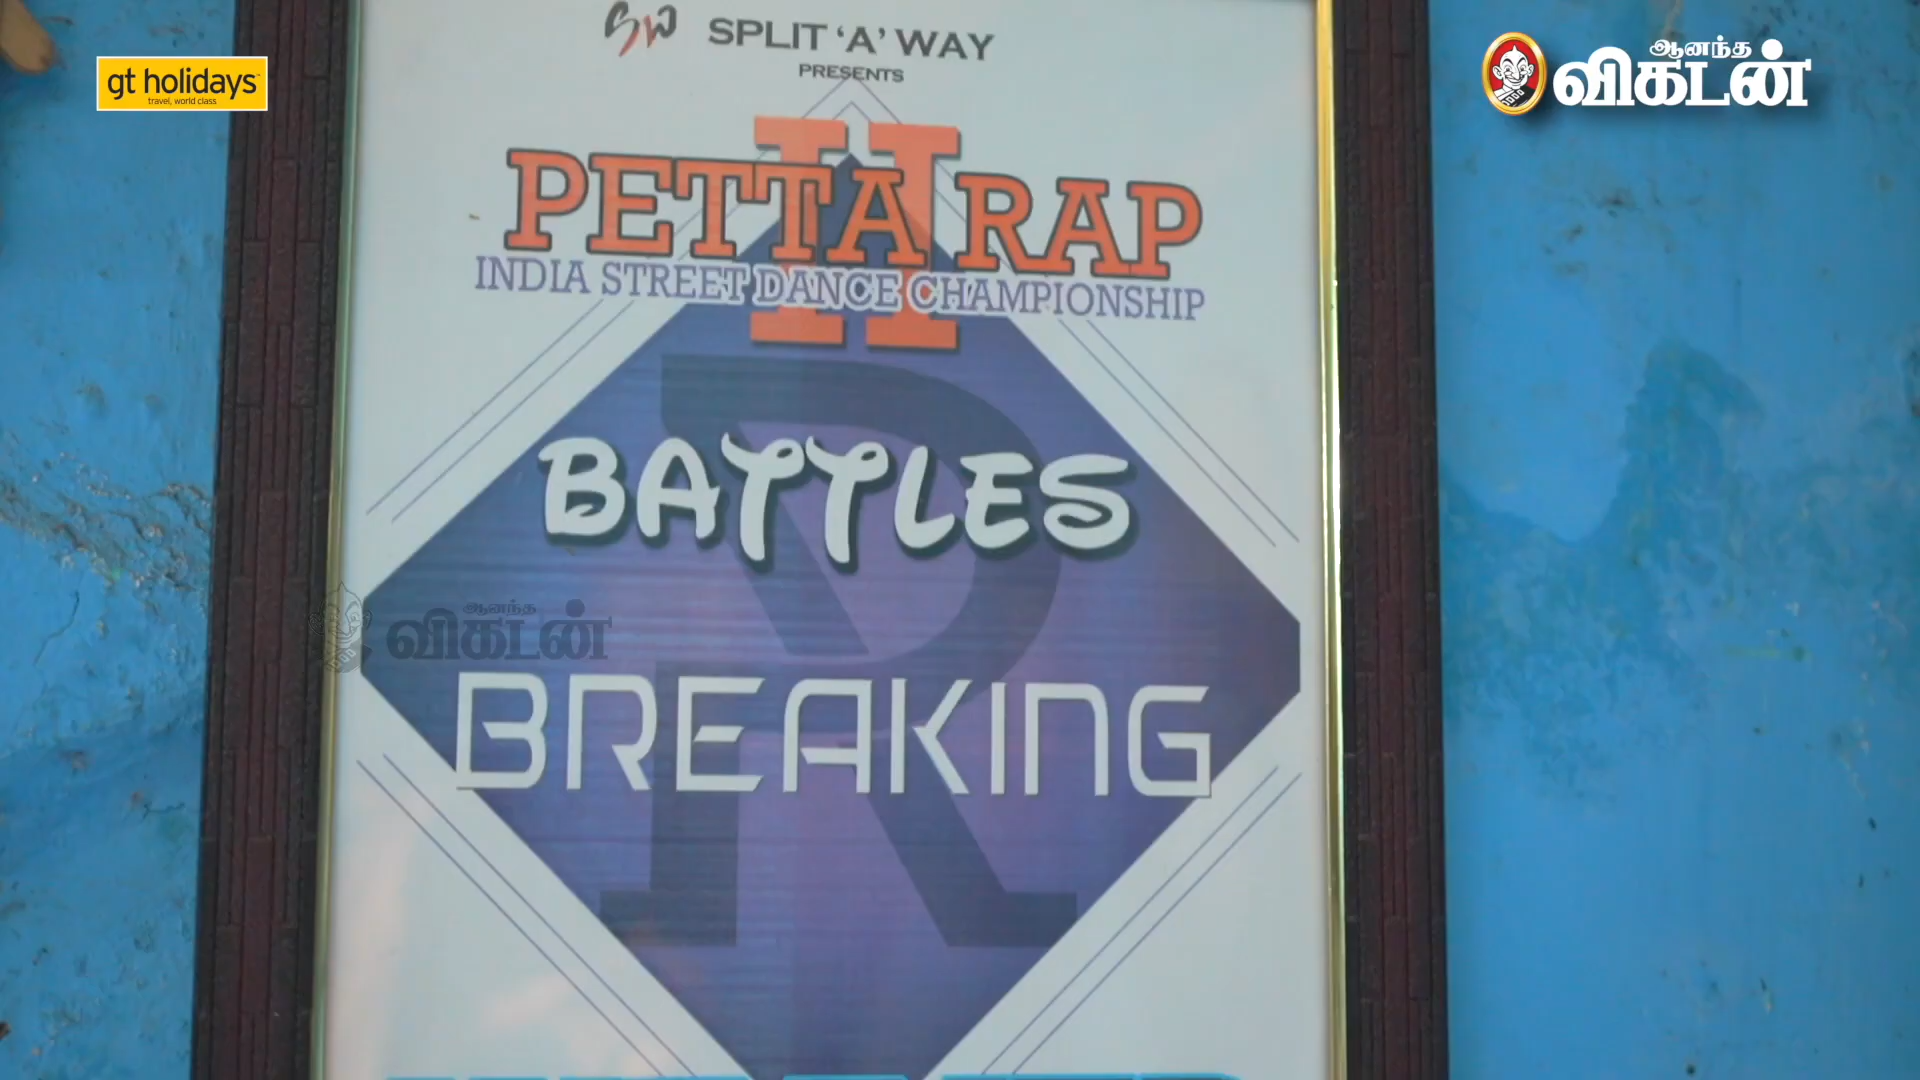 SPLIT 'A' WAY
PRESENTS
gt holidays
travel, world class
ஆனந்த
விகடன்
II
PETTA RAP
INDIA STREET DANCE CHAMPIONSHIP
BATTLES
R
ஆனந்த
விகடன்
BREAKING